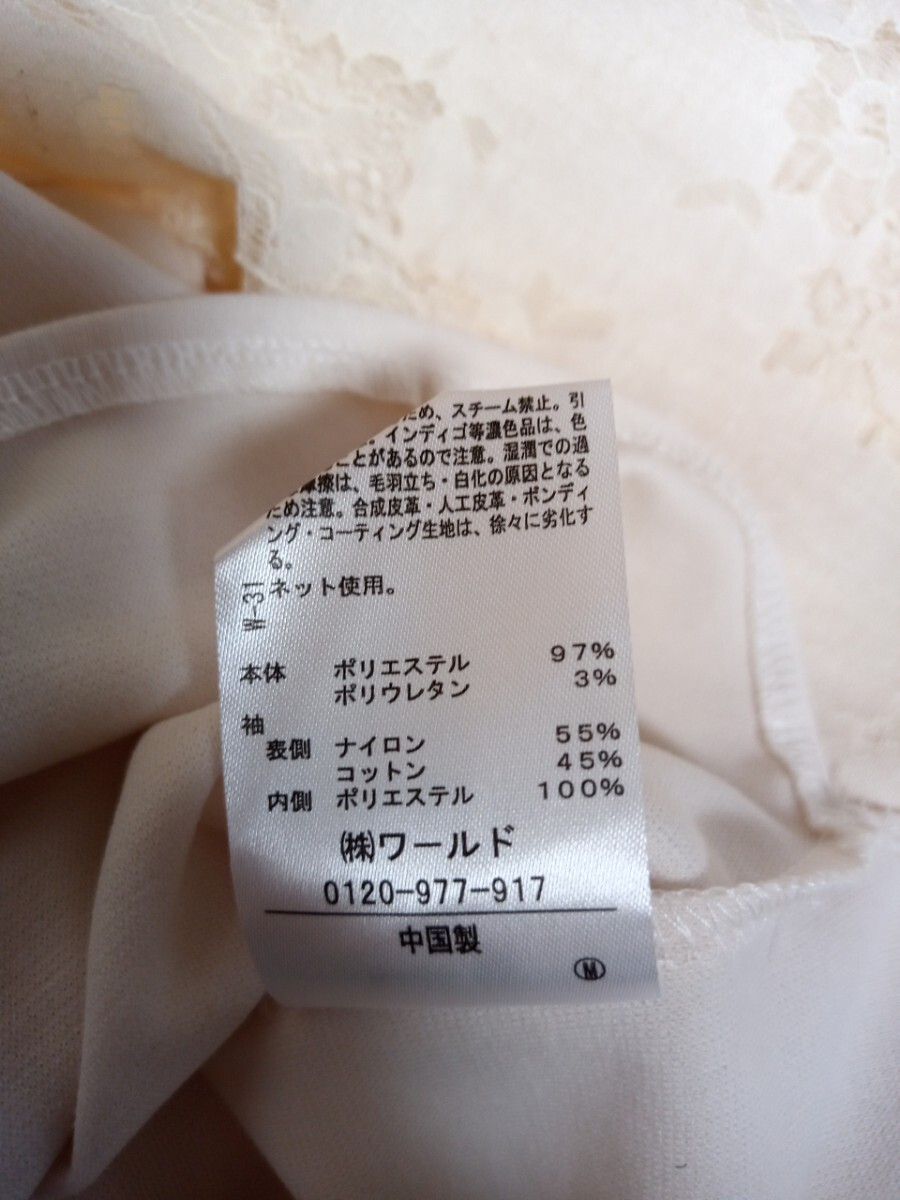 ため、スチーム禁止。引
。インディゴ等濃色品は、色
ことがあるので注意。湿潤での過
摩擦は、毛羽立ち・白化の原因となる
ため注意。合成皮革・人工皮革・ボンディ
ング・コーティング生地は、徐々に劣化す
る。
W-31 ネット使用。
本体 ポリエステル 97%
ポリウレタン 3%
袖
表側 ナイロン 55%
コットン 45%
内側 ポリエステル 100%
㈱ワールド
0120-977-917
中国製
Ⓜ